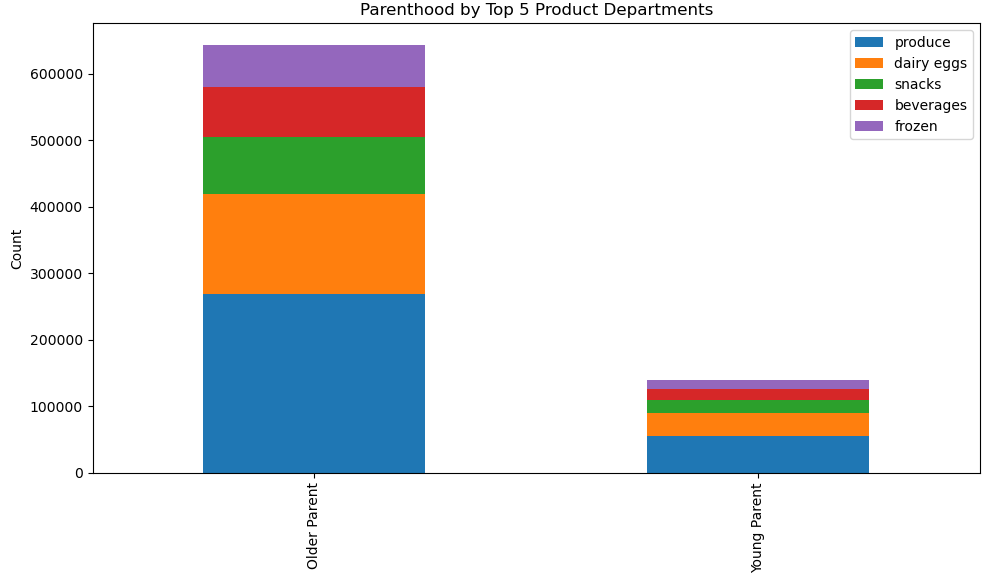 Parenthood by Top 5 Product Departments
produce
dairy eggs
snacks
beverages
frozen
600000
500000
400000
300000
200000
100000
0
Count
Older Parent
Young Parent